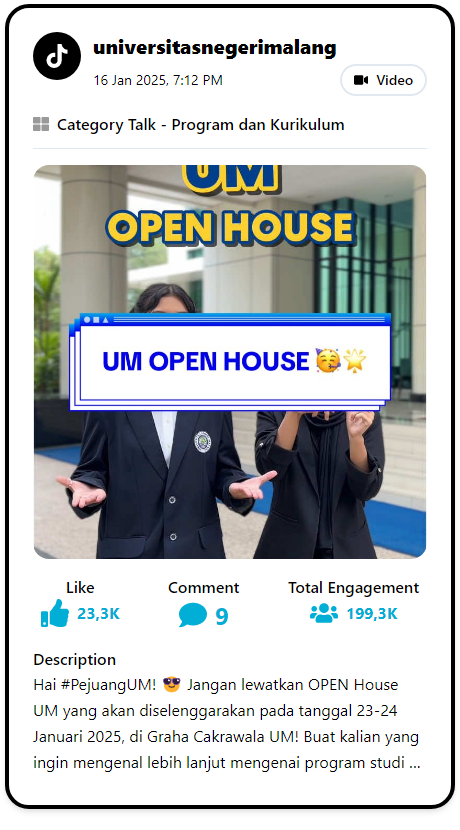 universitasnegerimalang
16 Jan 2025, 7:12 PM
Video
Category Talk - Program dan Kurikulum
UM
OPEN HOUSE
UM OPEN HOUSE 🥳🌟
Like
Comment
Total Engagement
23,3K
9
199,3K
Description
Hai #PejuangUM! 😎 Jangan lewatkan OPEN House
UM yang akan diselenggarakan pada tanggal 23-24
Januari 2025, di Graha Cakrawala UM! Buat kalian yang
ingin mengenal lebih lanjut mengenai program studi ...